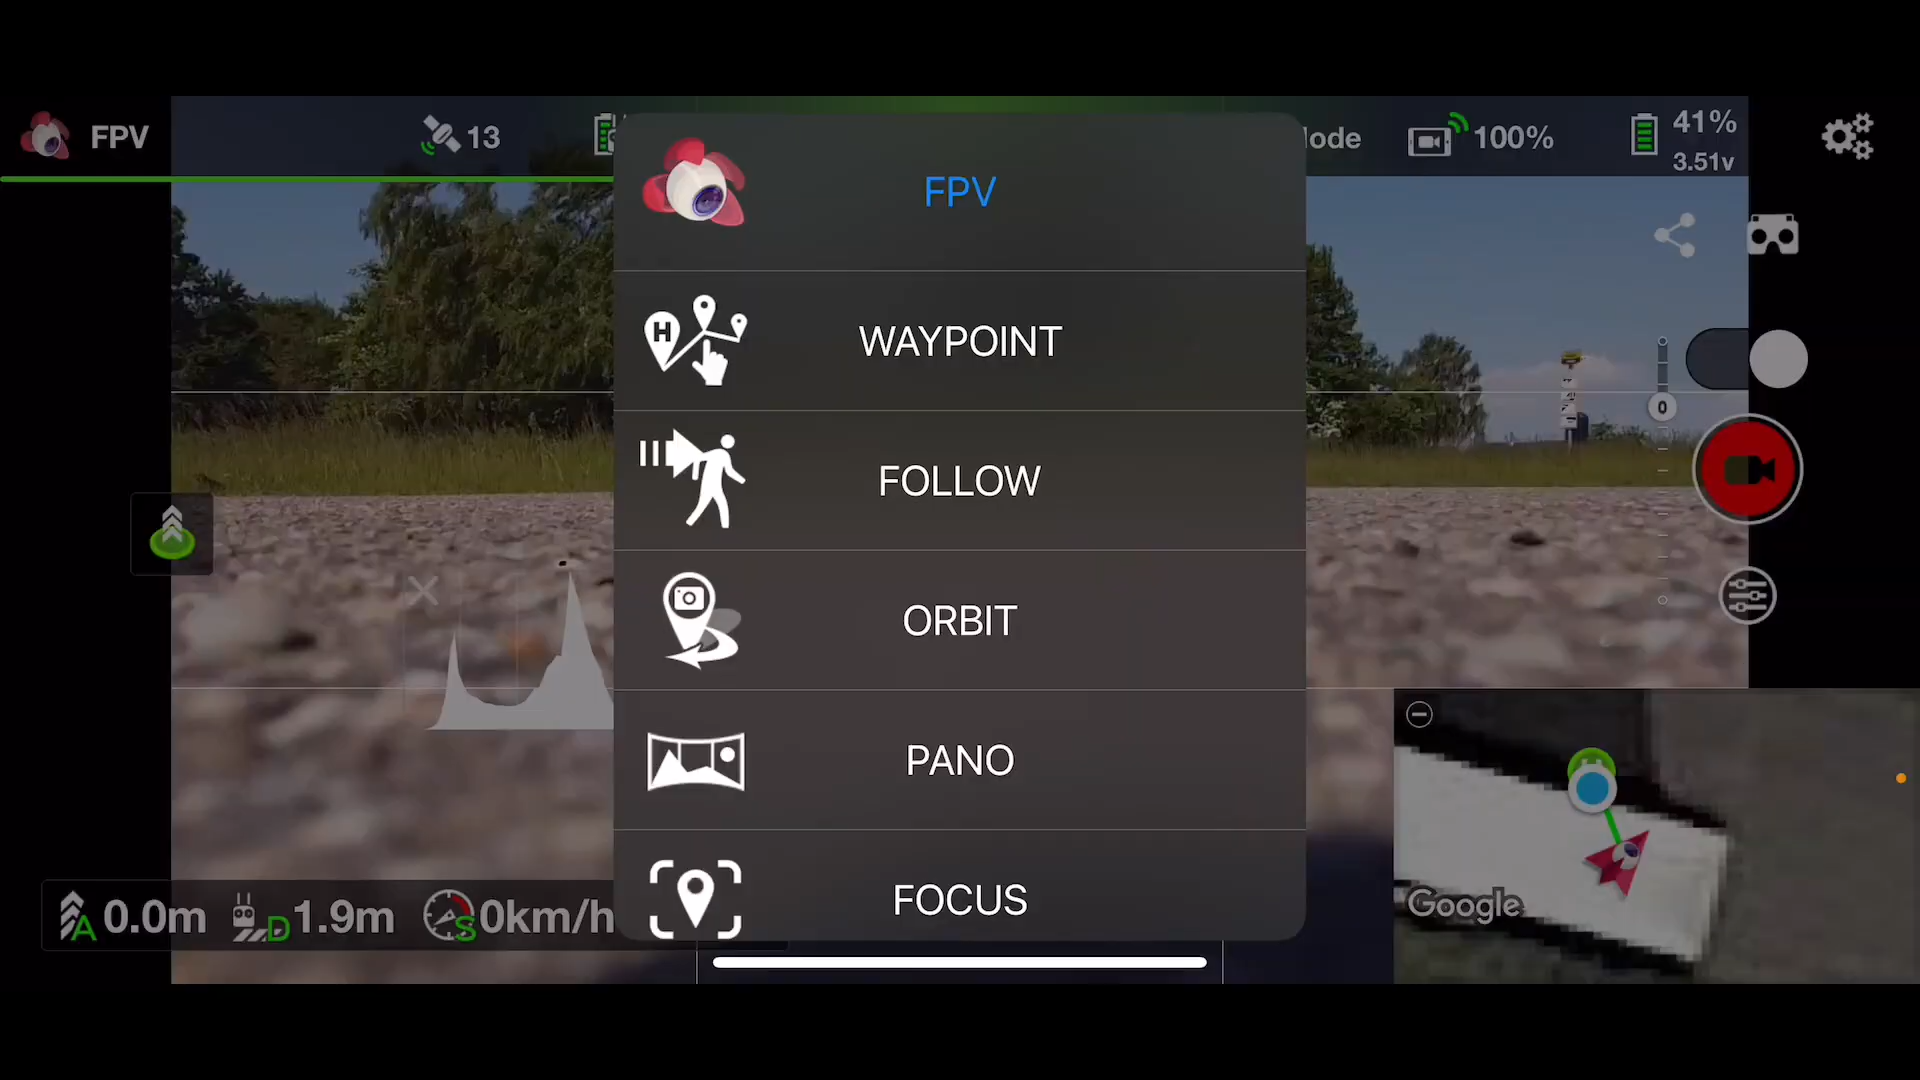 FPV
13
lode
100%
41%
3.51v
FPV
WAYPOINT
FOLLOW
ORBIT
PANO
FOCUS
0
H
A 0.0m
D 1.9m
S 0km/h
Google